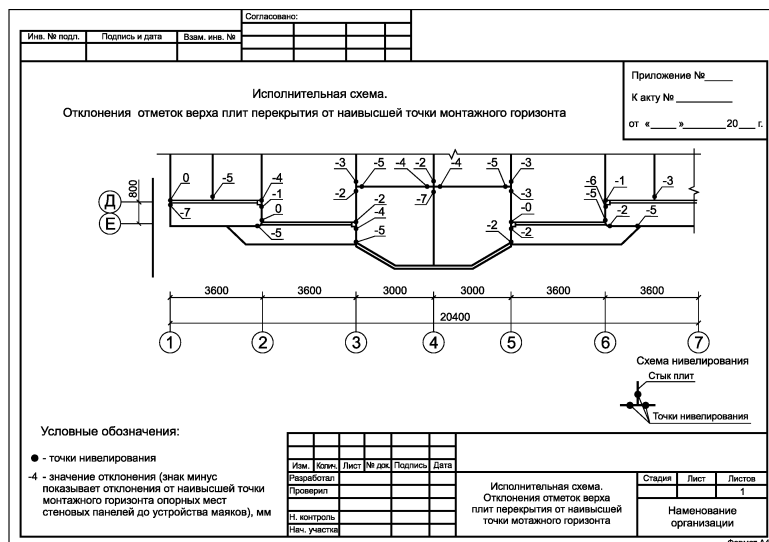 Согласовано:
Инв. № подл. Подпись и дата Взам. инв. №
Приложение №_____
К акту № _________
от « ____ »_______20___ г.
Исполнительная схема.
Отклонения отметок верха плит перекрытия от наивысшей точки монтажного горизонта
-3 -5 -4 -2 -4 -5 -3
0 -5 -4 -6 -1 -3
800
Д
-1 -2 -7 -3 -5
-7 0 -2 -0 -2 -5
Е
-4 -2
-5 -5 -2
3600 3600 3000 3000 3600 3600
20400
1 2 3 4 5 6 7
Схема нивелирования
Стык плит
Точки нивелирования
Условные обозначения:
- точки нивелирования
-4 - значение отклонения (знак минус
показывает отклонения от наивысшей точки
монтажного горизонта опорных мест
стеновых панелей до устройства маяков), мм
Изм. Колич. Лист № док. Подпись Дата
Разработал
Проверил
Н. контроль
Нач. участка
Исполнительная схема.
Отклонения отметок верха
плит перекрытия от наивысшей
точки мотажного горизонта
Стадия Лист Листов
1
Наименование
организации
Формат А4